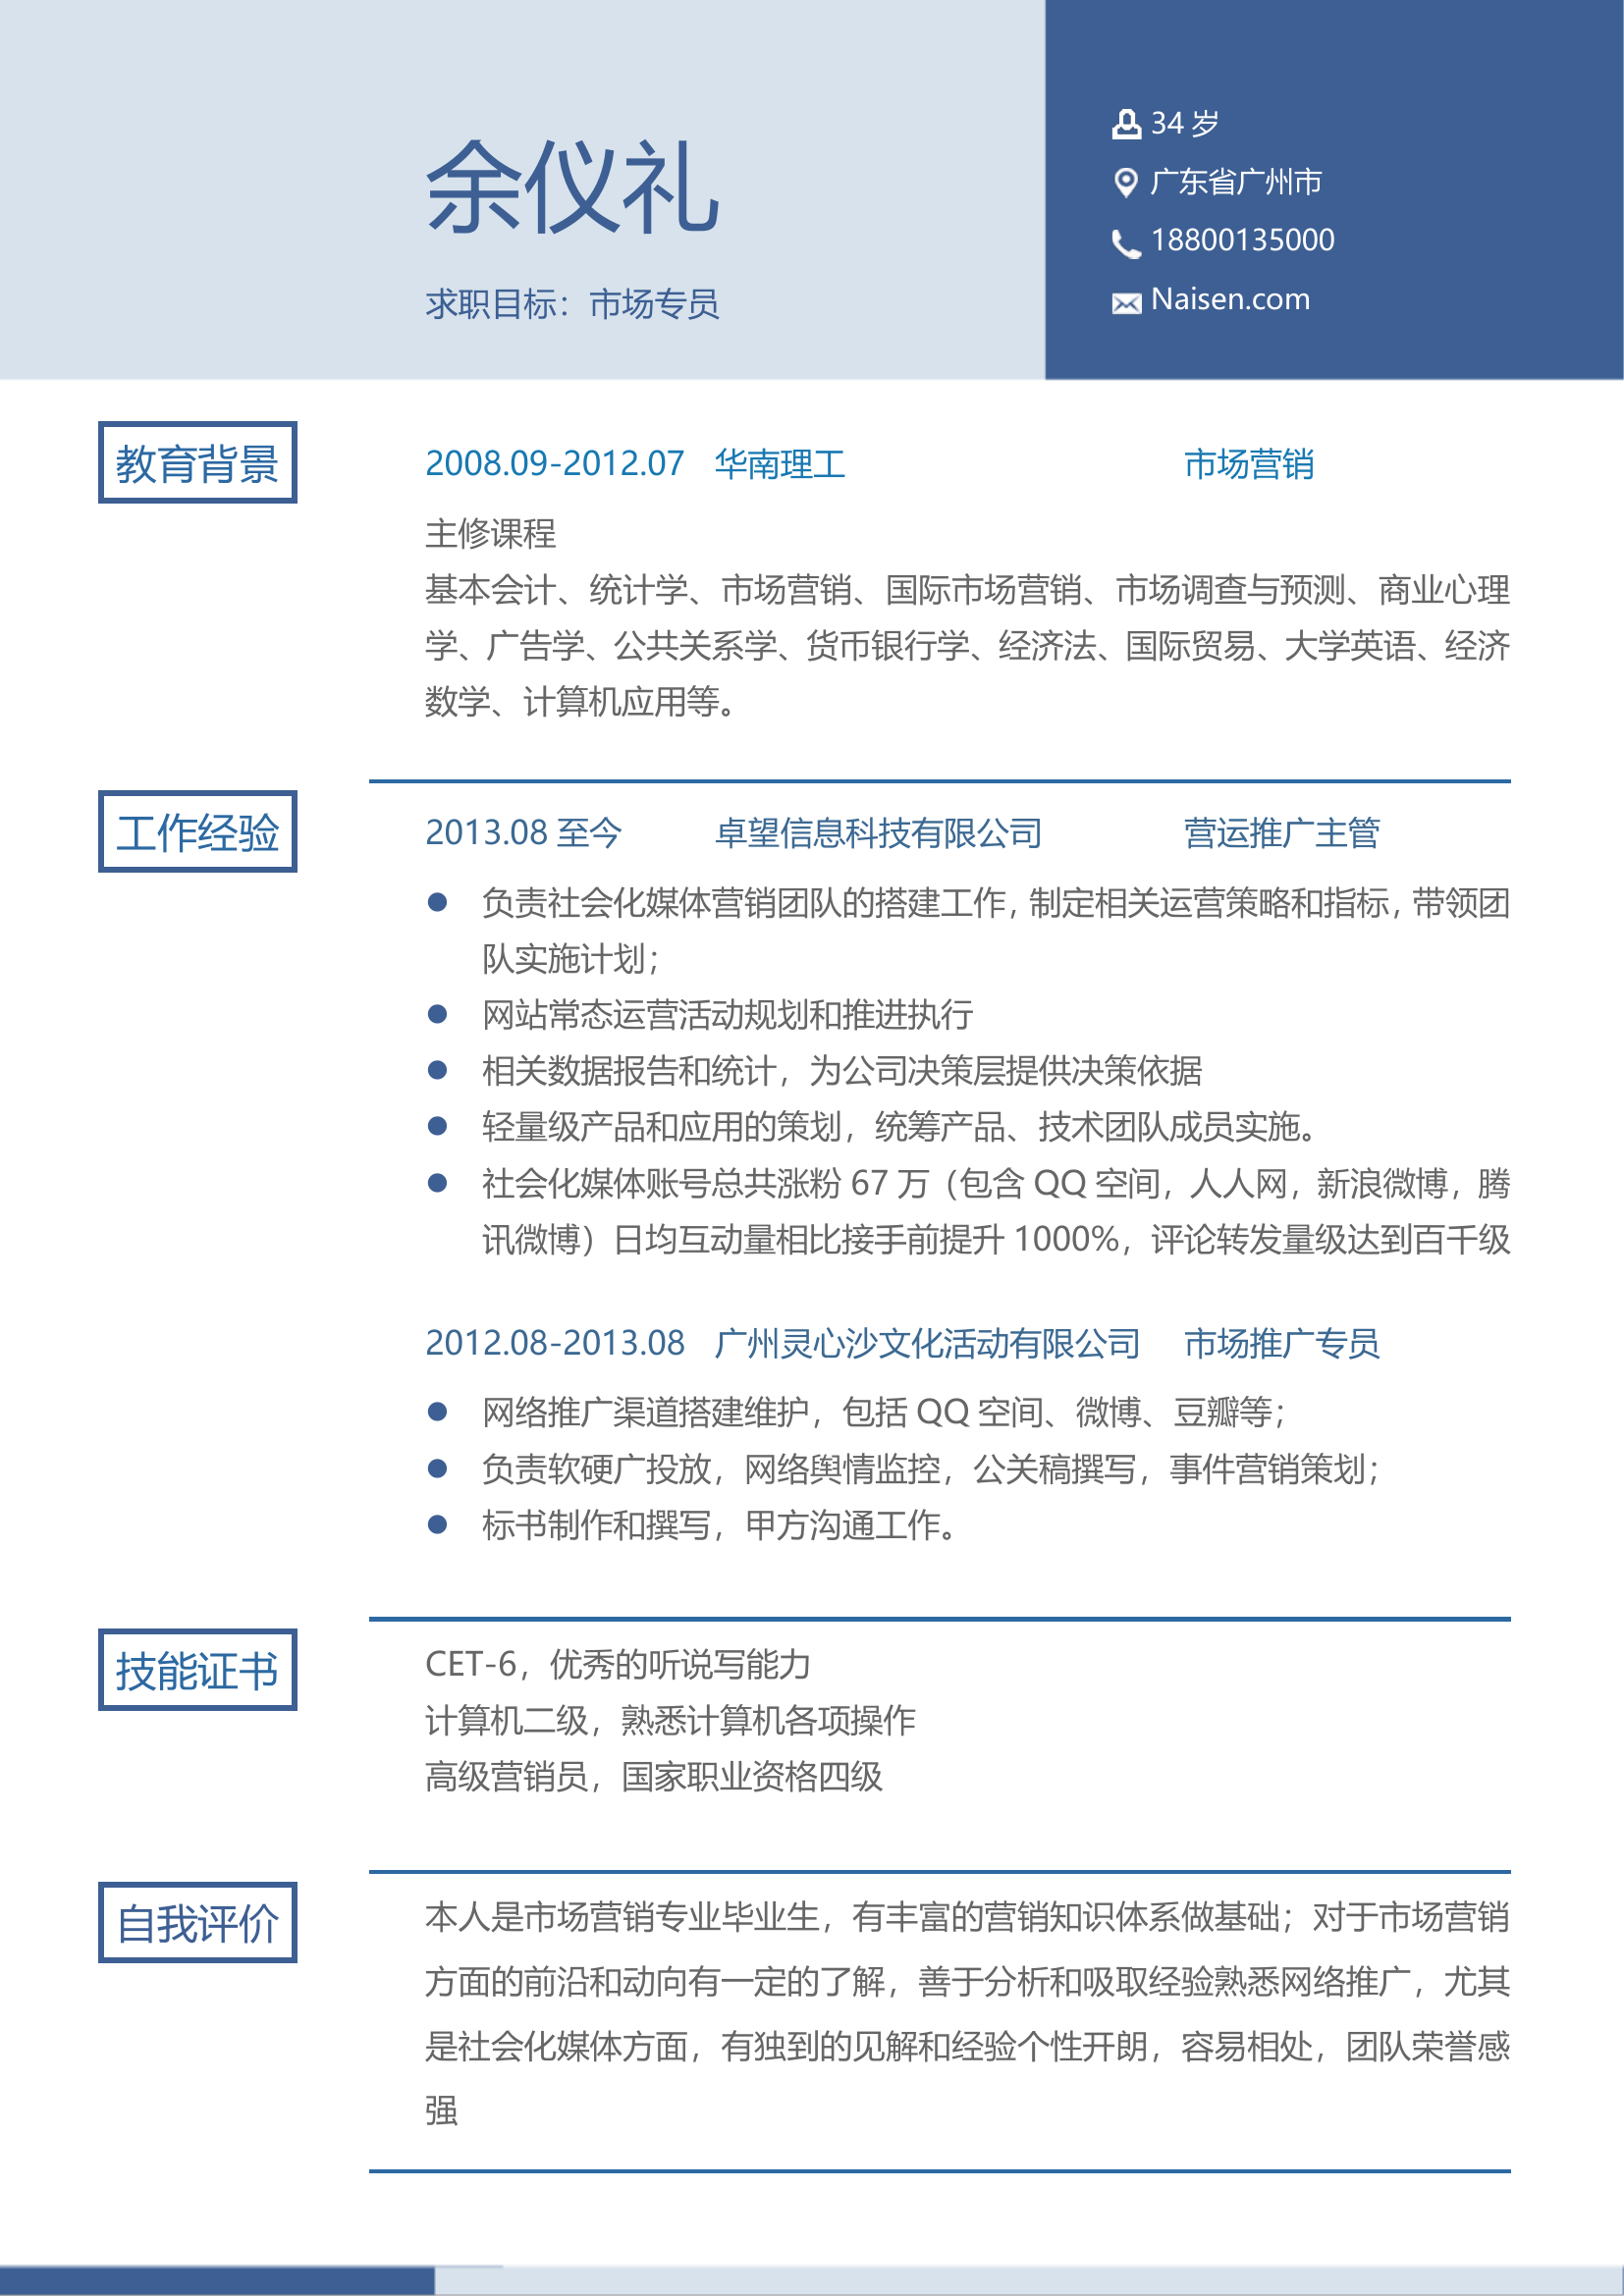 余仪礼
求职目标：市场专员
34 岁
广东省广州市
18800135000
Naisen.com
教育背景
2008.09-2012.07 华南理工 市场营销
主修课程
基本会计、统计学、市场营销、国际市场营销、市场调查与预测、商业心理
学、广告学、公共关系学、货币银行学、经济法、国际贸易、大学英语、经济
数学、计算机应用等。
工作经验
2013.08 至今 卓望信息科技有限公司 营运推广主管
● 负责社会化媒体营销团队的搭建工作，制定相关运营策略和指标，带领团
队实施计划；
● 网站常态运营活动规划和推进执行
● 相关数据报告和统计，为公司决策层提供决策依据
● 轻量级产品和应用的策划，统筹产品、技术团队成员实施。
● 社会化媒体账号总共涨粉 67 万（包含 QQ 空间，人人网，新浪微博，腾
讯微博）日均互动量相比接手前提升 1000%，评论转发量级达到百千级
2012.08-2013.08 广州灵心沙文化活动有限公司 市场推广专员
● 网络推广渠道搭建维护，包括 QQ 空间、微博、豆瓣等；
● 负责软硬广投放，网络舆情监控，公关稿撰写，事件营销策划；
● 标书制作和撰写，甲方沟通工作。
技能证书
CET-6，优秀的听说写能力
计算机二级，熟悉计算机各项操作
高级营销员，国家职业资格四级
自我评价
本人是市场营销专业毕业生，有丰富的营销知识体系做基础；对于市场营销
方面的前沿和动向有一定的了解，善于分析和吸取经验熟悉网络推广，尤其
是社会化媒体方面，有独到的见解和经验个性开朗，容易相处，团队荣誉感
强